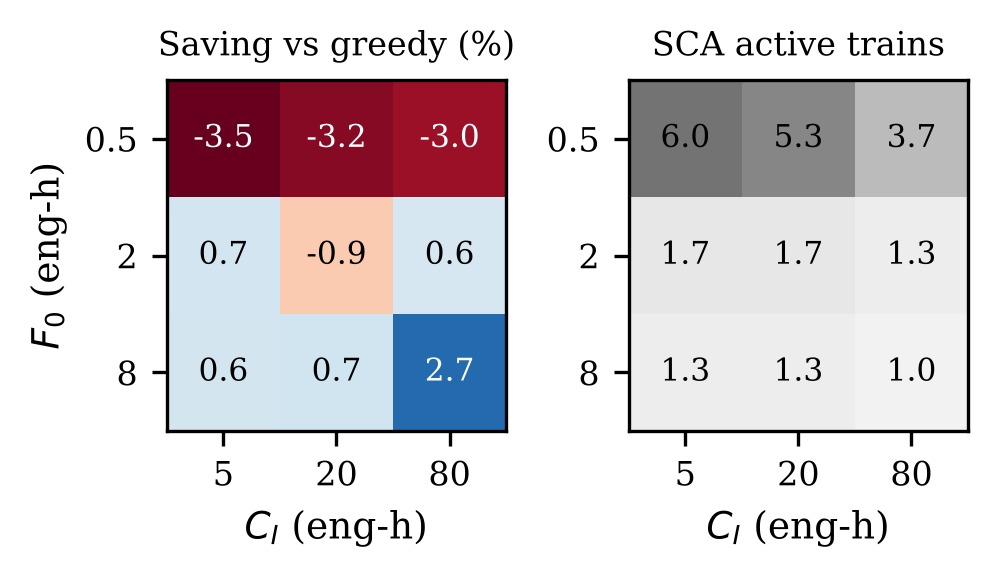 Saving vs greedy (%)
SCA active trains
0.5
-3.5 -3.2 -3.0
0.5
6.0 5.3 3.7
2
0.7 -0.9 0.6
2
1.7 1.7 1.3
8
0.6 0.7 2.7
8
1.3 1.3 1.0
F₀ (eng-h)
5 20 80
5 20 80
C_I (eng-h)
C_I (eng-h)